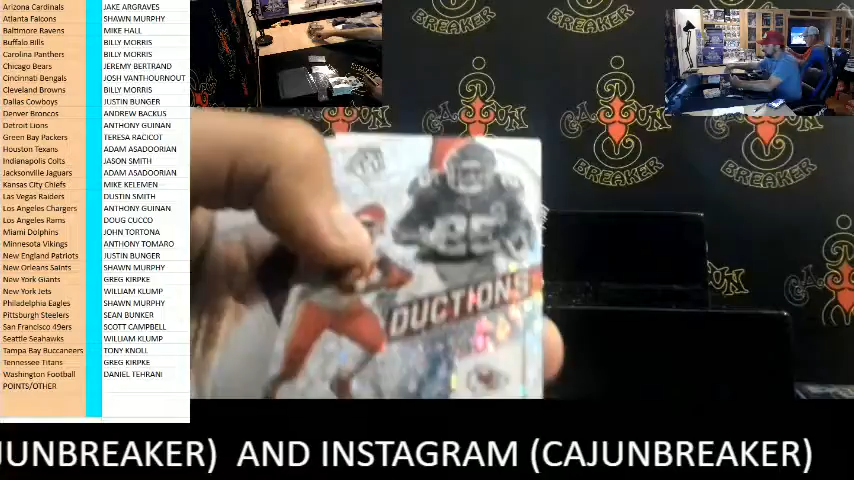 Arizona Cardinals JAKE ARGRAVES
Atlanta Falcons SHAWN MURPHY
Baltimore Ravens MIKE HALL
Buffalo Bills BILLY MORRIS
Carolina Panthers BILLY MORRIS
Chicago Bears JEREMY BERTRAND
Cincinnati Bengals JOSH VANTHOURNOUT
Cleveland Browns BILLY MORRIS
Dallas Cowboys JUSTIN BUNGER
Denver Broncos ANDREW BACKUS
Detroit Lions ANTHONY GUINAN
Green Bay Packers TERESA RACICOT
Houston Texans ADAM ASADOORIAN
Indianapolis Colts JASON SMITH
Jacksonville Jaguars ADAM ASADOORIAN
Kansas City Chiefs MIKE KELEMEN
Las Vegas Raiders DUSTIN SMITH
Los Angeles Chargers ANTHONY GUINAN
Los Angeles Rams DOUG CUCCO
Miami Dolphins JOHN TORTONA
Minnesota Vikings ANTHONY TOMARO
New England Patriots JUSTIN BUNGER
New Orleans Saints SHAWN MURPHY
New York Giants GREG KIRPKE
New York Jets WILLIAM KLUMP
Philadelphia Eagles SHAWN MURPHY
Pittsburgh Steelers SEAN BUNKER
San Francisco 49ers SCOTT CAMPBELL
Seattle Seahawks WILLIAM KLUMP
Tampa Bay Buccaneers TONY KNOLL
Tennessee Titans GREG KIRPKE
Washington Football DANIEL TEHRANI
POINTS/OTHER
BREAKER
BREAKER
CAJUN
BREAKER
DUCTIONS
JUNBREAKER) AND INSTAGRAM (CAJUNBREAKER)